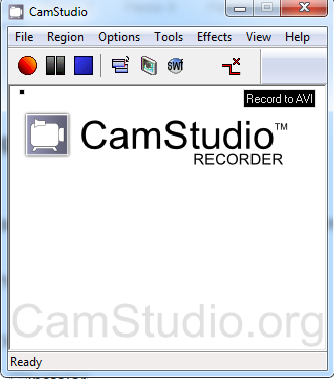 CamStudio
File Region Options Tools Effects View Help
SWf
Record to AVI
CamStudio™
RECORDER
CamStudio.org
Ready